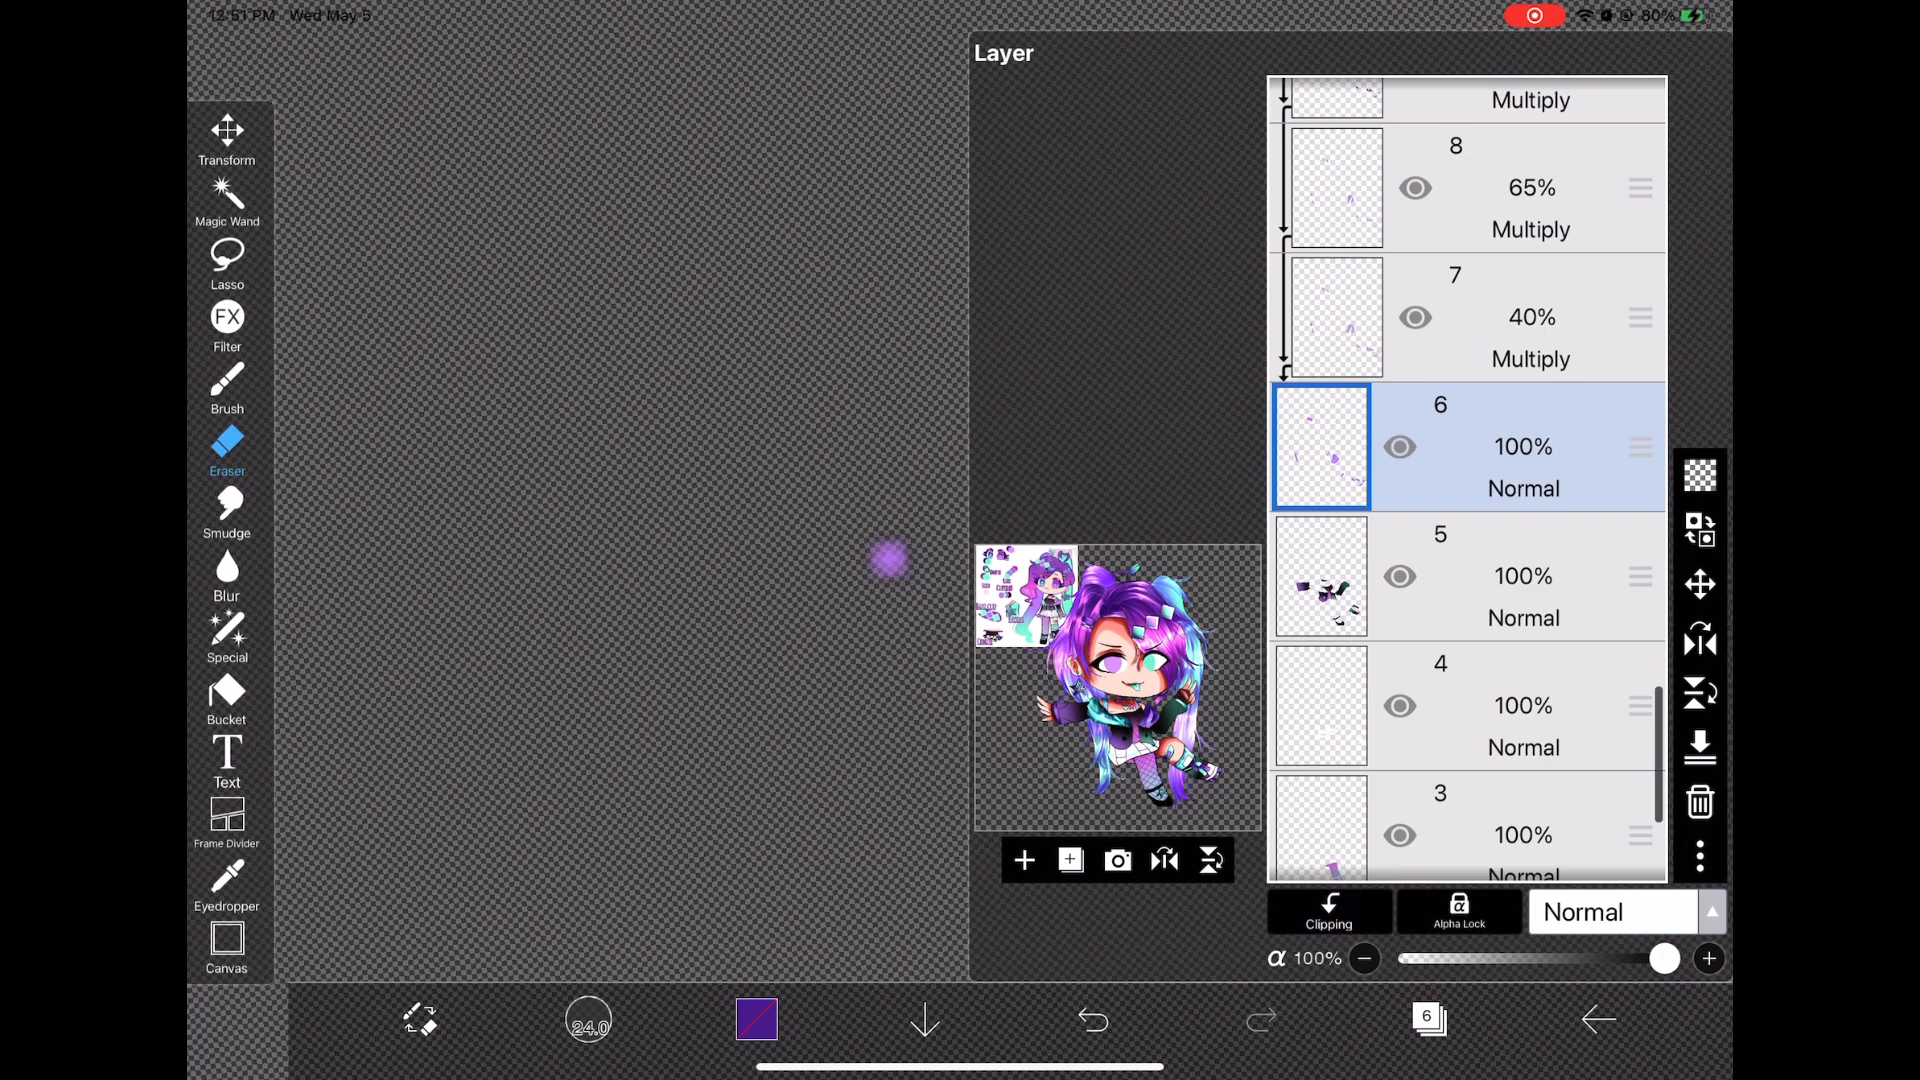 12:51 PM Wed May 5
80%
Layer
Transform
Magic Wand
Lasso
FX
Filter
Brush
Eraser
Smudge
Blur
Special
Bucket
T
Text
Frame Divider
Eyedropper
Canvas
Multiply
8
65%
Multiply
7
40%
Multiply
6
100%
Normal
5
100%
Normal
4
100%
Normal
3
100%
Normal
Clipping
α
Alpha Lock
Normal
α 100%
24.0
6